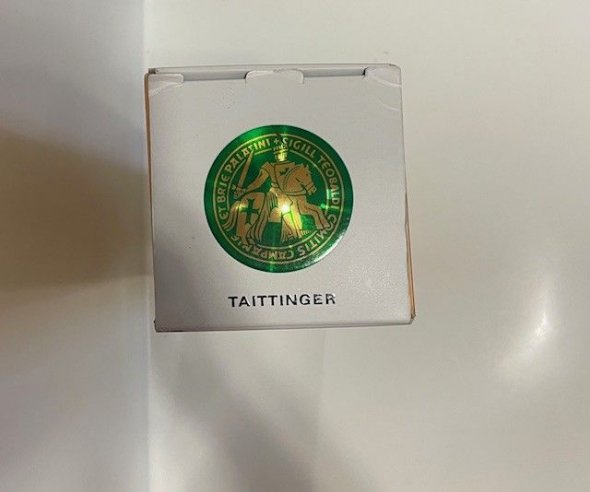 + SIGILL TEOBALDI COMITIS CAMPANIE ET BRIE PALATINI
TAITTINGER